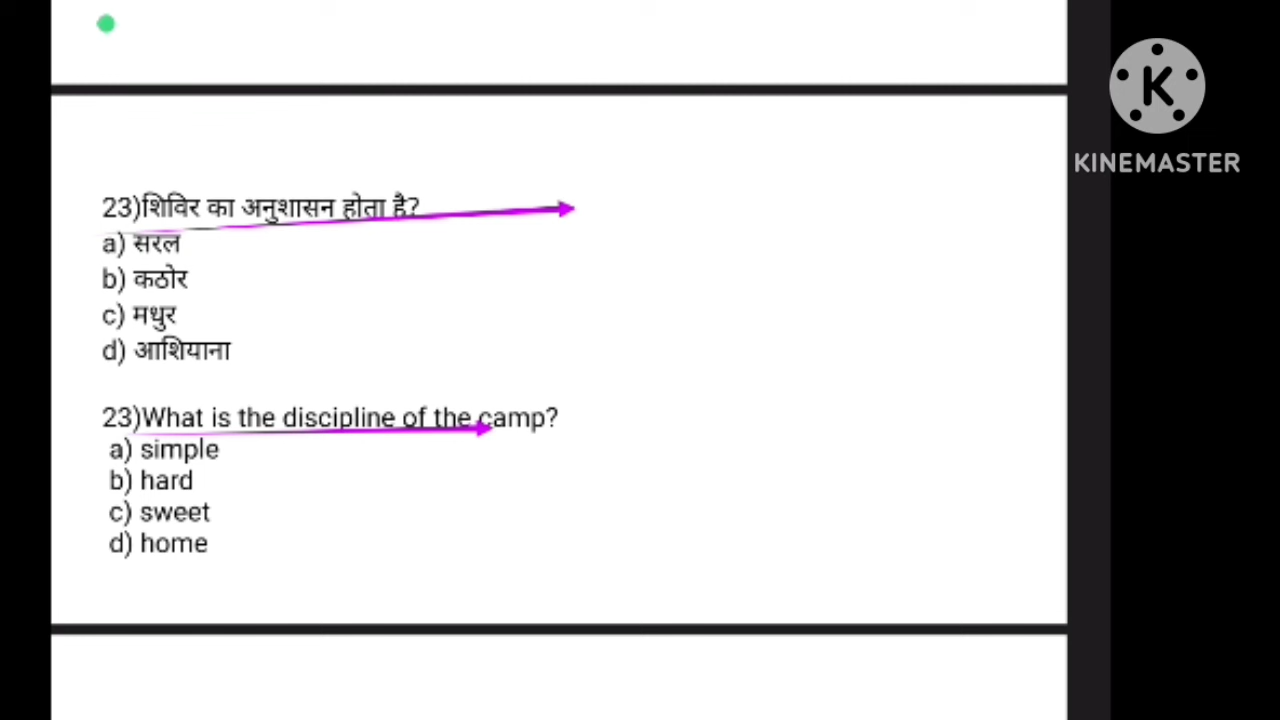 23)शिविर का अनुशासन होता है?
a) सरल
b) कठोर
c) मधुर
d) आशियाना
23)What is the discipline of the camp?
a) simple
b) hard
c) sweet
d) home
K
KINEMASTER